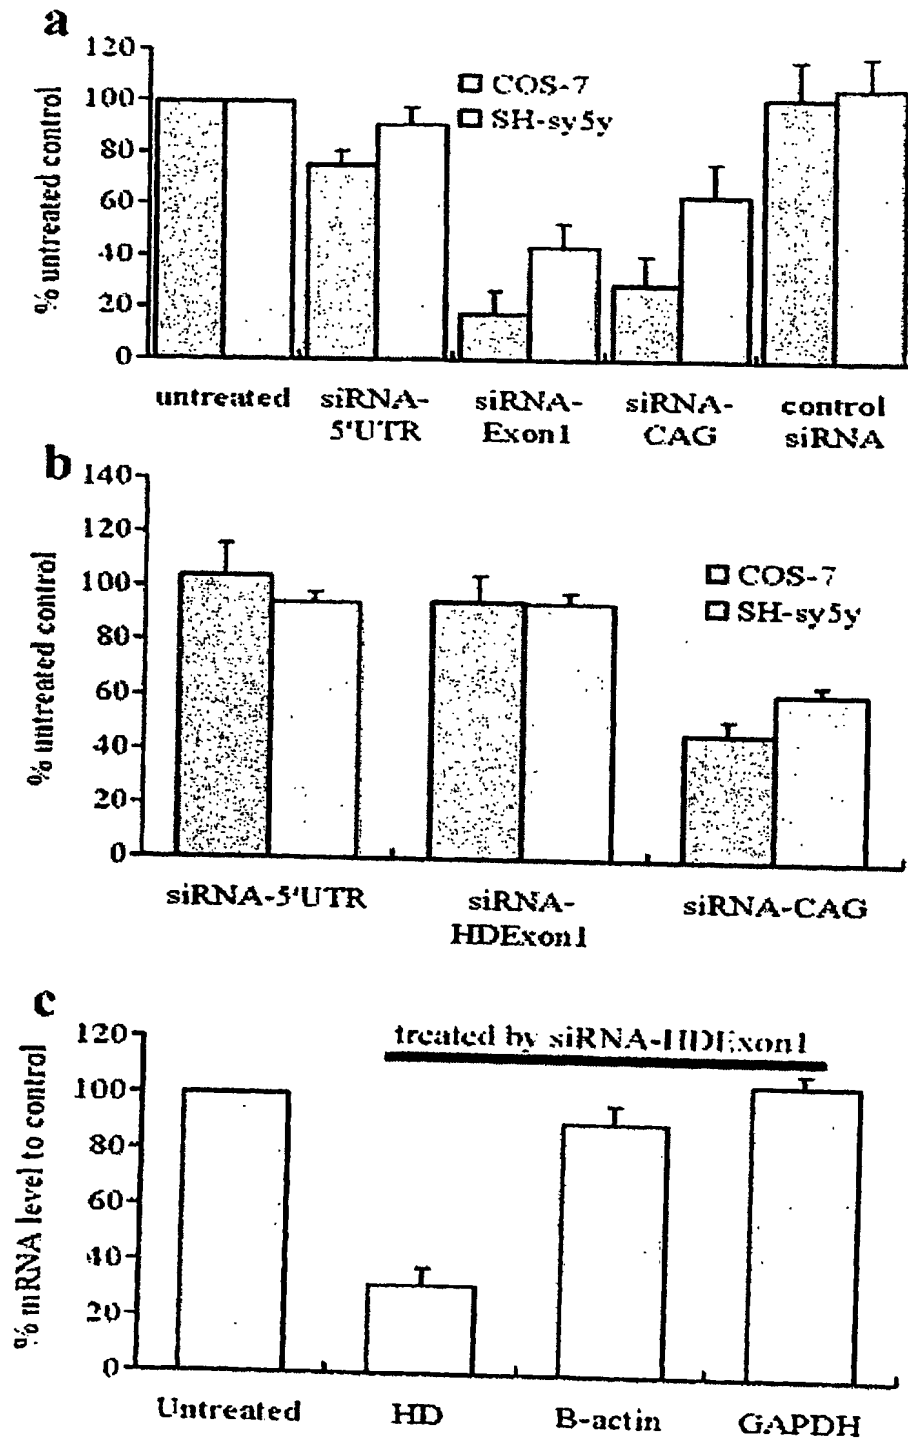 a
% untreated control
120
100
80
60
40
20
0
COS-7
SH-sy5y
untreated
siRNA-
5'UTR
siRNA-
Exon1
siRNA-
CAG
control
siRNA
b
% untreated control
140
120
100
80
60
40
20
0
COS-7
SH-sy5y
siRNA-5'UTR
siRNA-
HDExon1
siRNA-CAG
c
% mRNA level to control
120
100
80
60
40
20
0
treated by siRNA-HDExon1
Untreated
HD
B-actin
GAPDH